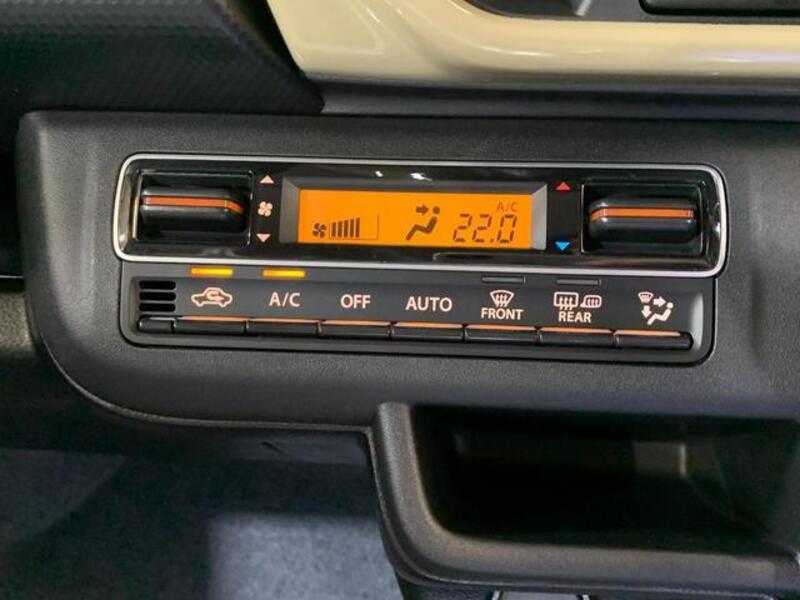 A/C
22.0
A/C
OFF
AUTO
FRONT
REAR